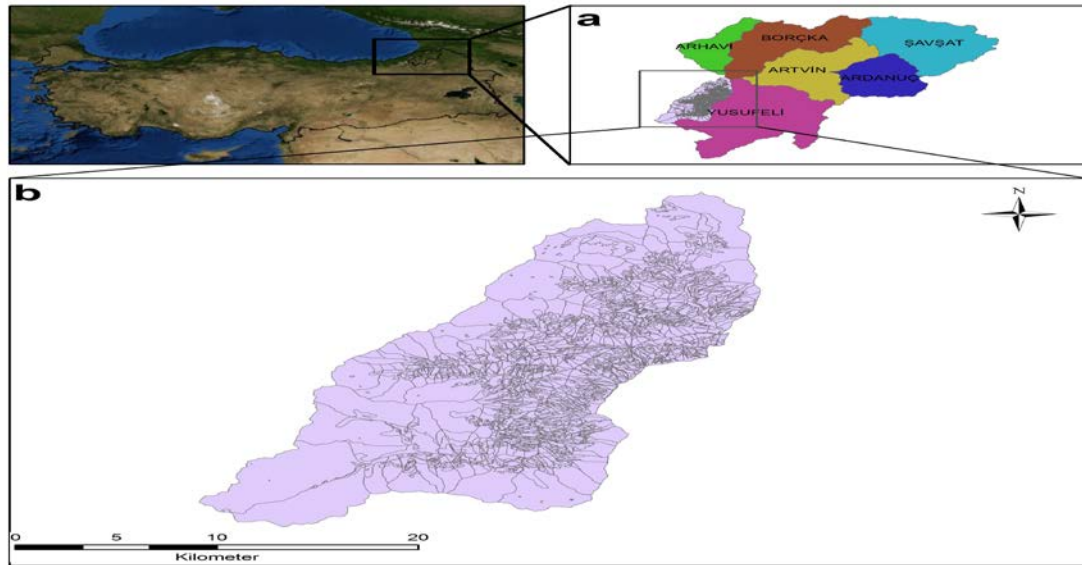 a
ARHAVİ
BORÇKA
ŞAVŞAT
ARTVİN
ARDANUÇ
YUSUFELİ
b
N
0 5 10 20
Kilometer